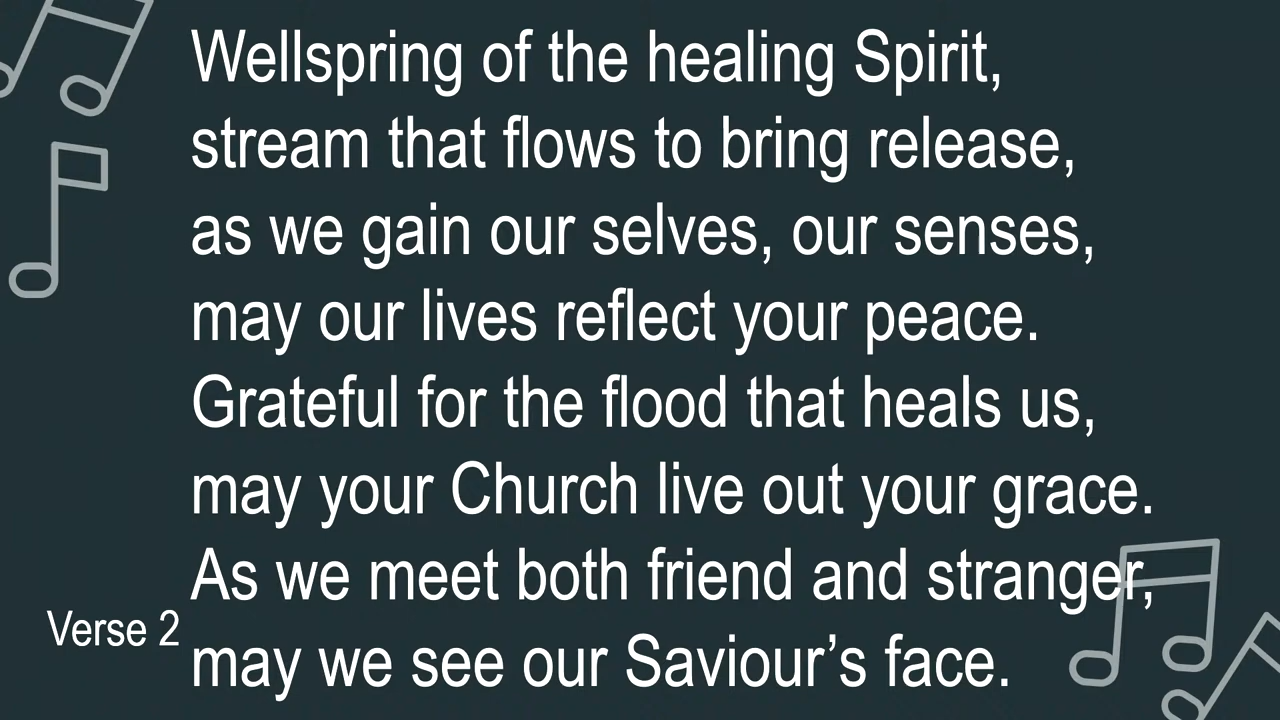 Wellspring of the healing Spirit,
stream that flows to bring release,
as we gain our selves, our senses,
may our lives reflect your peace.
Grateful for the flood that heals us,
may your Church live out your grace.
As we meet both friend and stranger,
may we see our Saviour’s face.
Verse 2